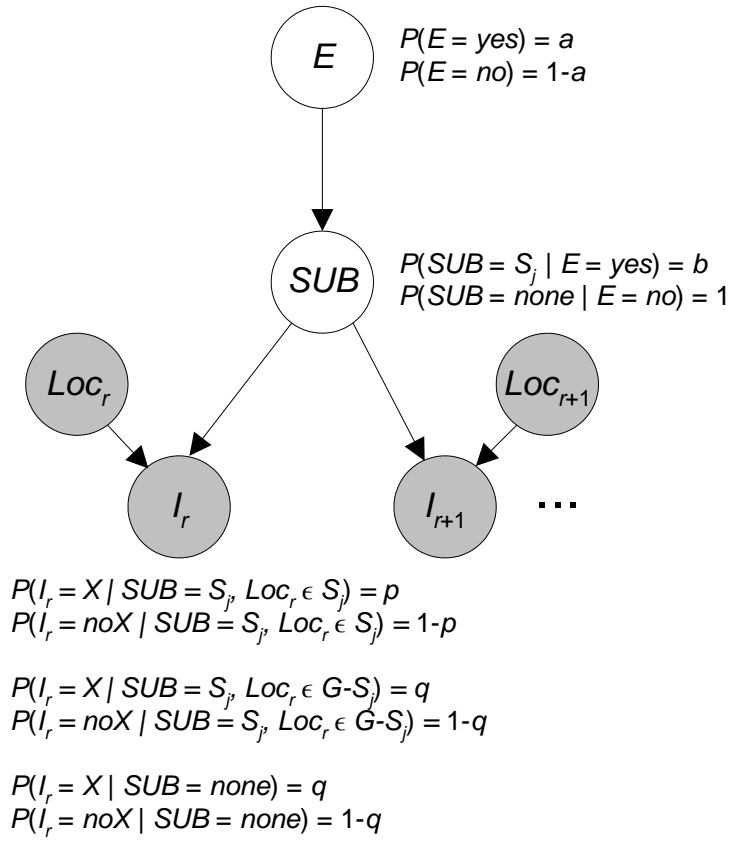 E
P(E = yes) = a
P(E = no) = 1-a
SUB
P(SUB = S_j | E = yes) = b
P(SUB = none | E = no) = 1
Loc_r
Loc_{r+1}
I_r
I_{r+1}
...
P(I_r = X | SUB = S_j, Loc_r ϵ S_j) = p
P(I_r = noX | SUB = S_j, Loc_r ϵ S_j) = 1-p
P(I_r = X | SUB = S_j, Loc_r ϵ G-S_j) = q
P(I_r = noX | SUB = S_j, Loc_r ϵ G-S_j) = 1-q
P(I_r = X | SUB = none) = q
P(I_r = noX | SUB = none) = 1-q